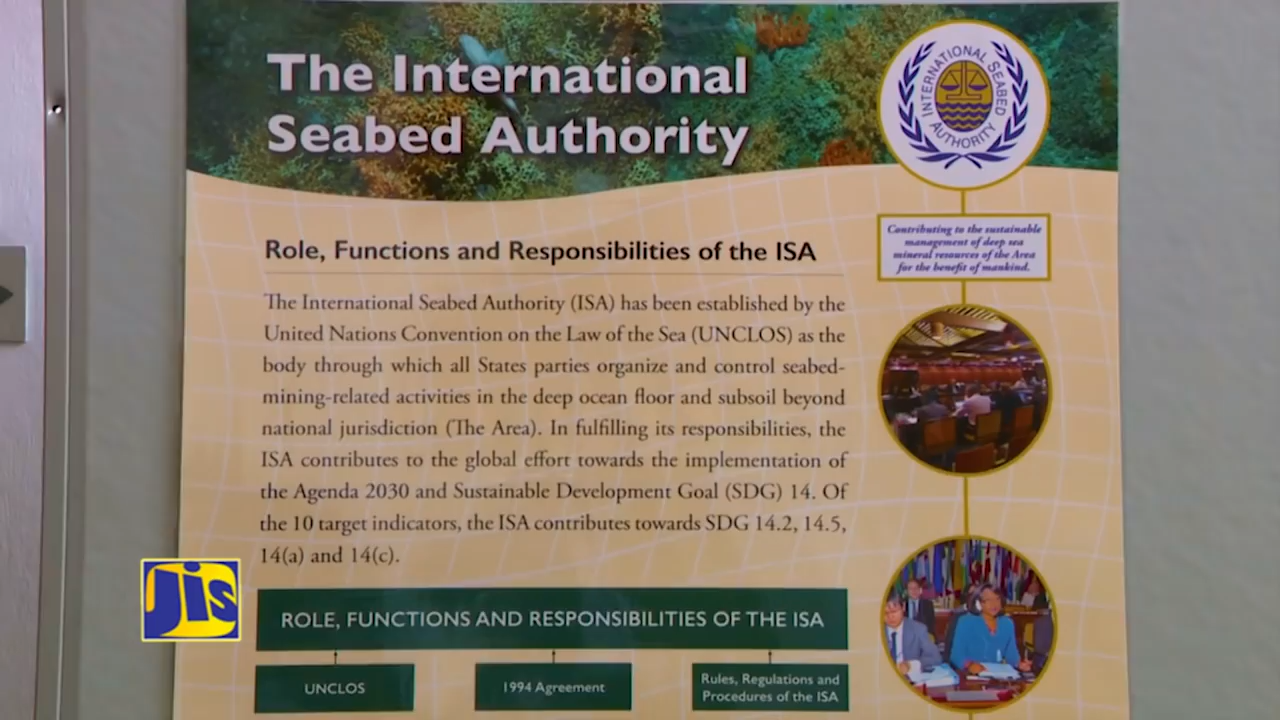 The International
Seabed Authority
INTERNATIONAL SEABED
AUTHORITY
Contributing to the sustainable
management of deep sea
mineral resources of the Area
for the benefit of mankind.
Role, Functions and Responsibilities of the ISA
The International Seabed Authority (ISA) has been established by the
United Nations Convention on the Law of the Sea (UNCLOS) as the
body through which all States parties organize and control seabed-
mining-related activities in the deep ocean floor and subsoil beyond
national jurisdiction (The Area). In fulfilling its responsibilities, the
ISA contributes to the global effort towards the implementation of
the Agenda 2030 and Sustainable Development Goal (SDG) 14. Of
the 10 target indicators, the ISA contributes towards SDG 14.2, 14.5,
14(a) and 14(c).
ROLE, FUNCTIONS AND RESPONSIBILITIES OF THE ISA
UNCLOS
1994 Agreement
Rules, Regulations and
Procedures of the ISA
JIS